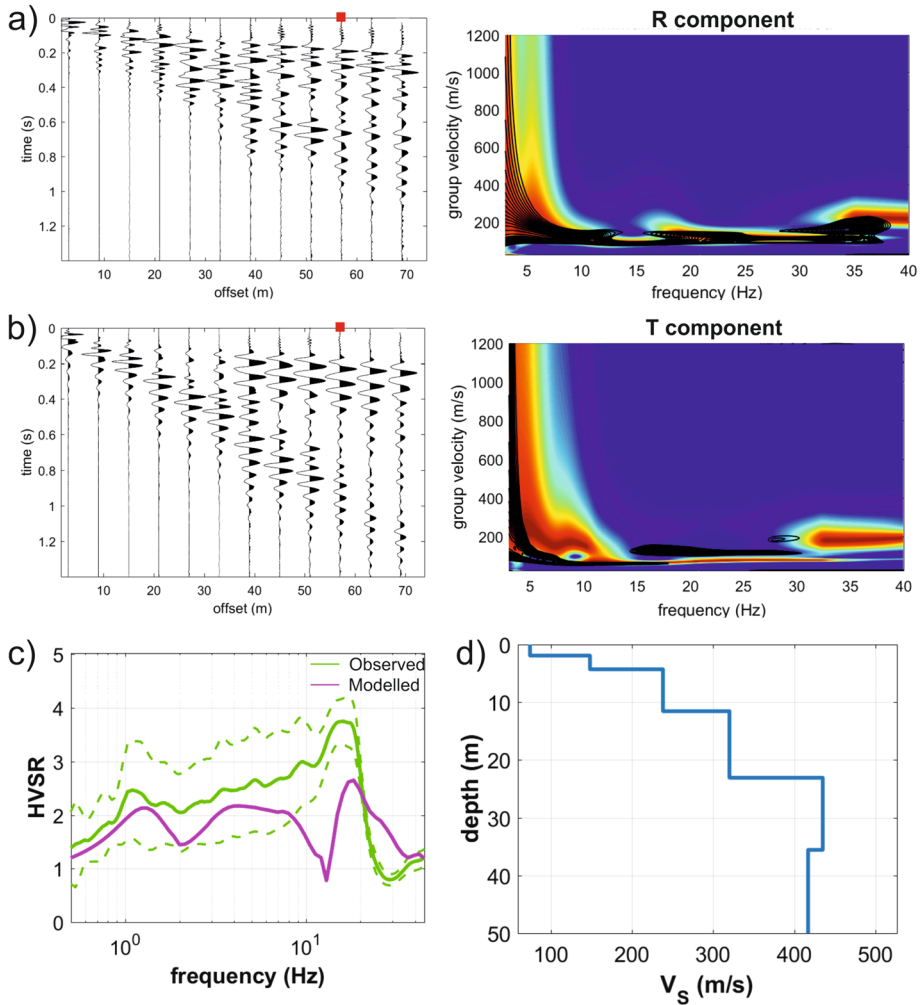 a)
time (s)
0
0.2
0.4
0.6
0.8
1
1.2
0 10 20 30 40 50 60 70
offset (m)
R component
group velocity (m/s)
1200
1000
800
600
400
200
5 10 15 20 25 30 35 40
frequency (Hz)
b)
time (s)
0
0.2
0.4
0.6
0.8
1
1.2
0 10 20 30 40 50 60 70
offset (m)
T component
group velocity (m/s)
1200
1000
800
600
400
200
5 10 15 20 25 30 35 40
frequency (Hz)
c)
HVSR
5
4
3
2
1
0
Observed
Modelled
10⁰ 10¹
frequency (Hz)
d)
depth (m)
0
10
20
30
40
50
100 200 300 400 500
V_S (m/s)